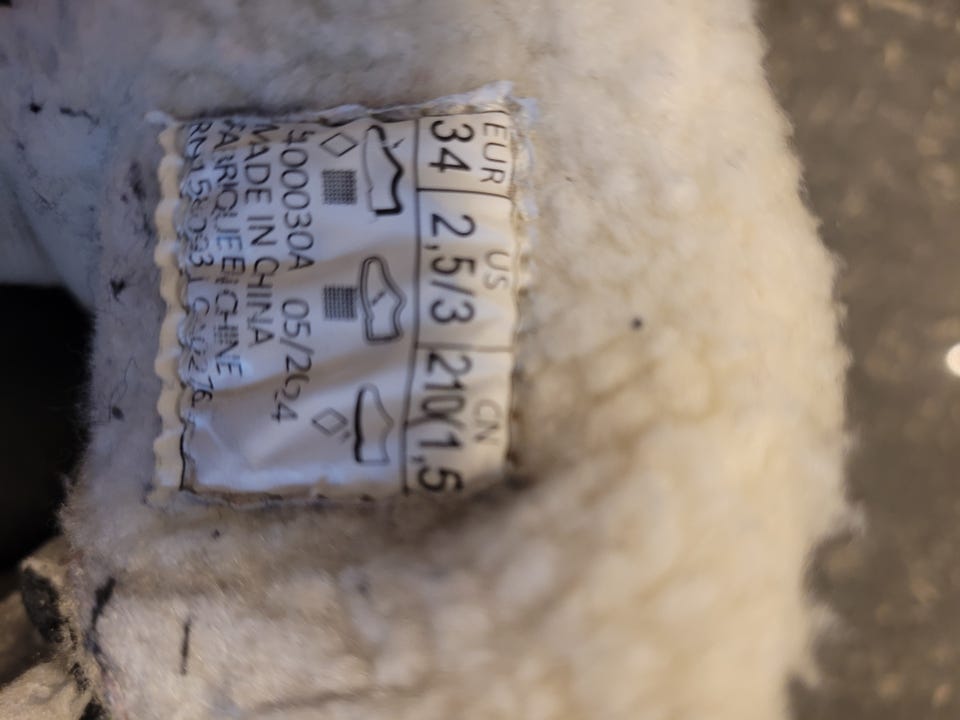 EUR US CN
34 2,5/3 210(1,5
400030A 05/2024
MADE IN CHINA
FABRIQUE EN CHINE